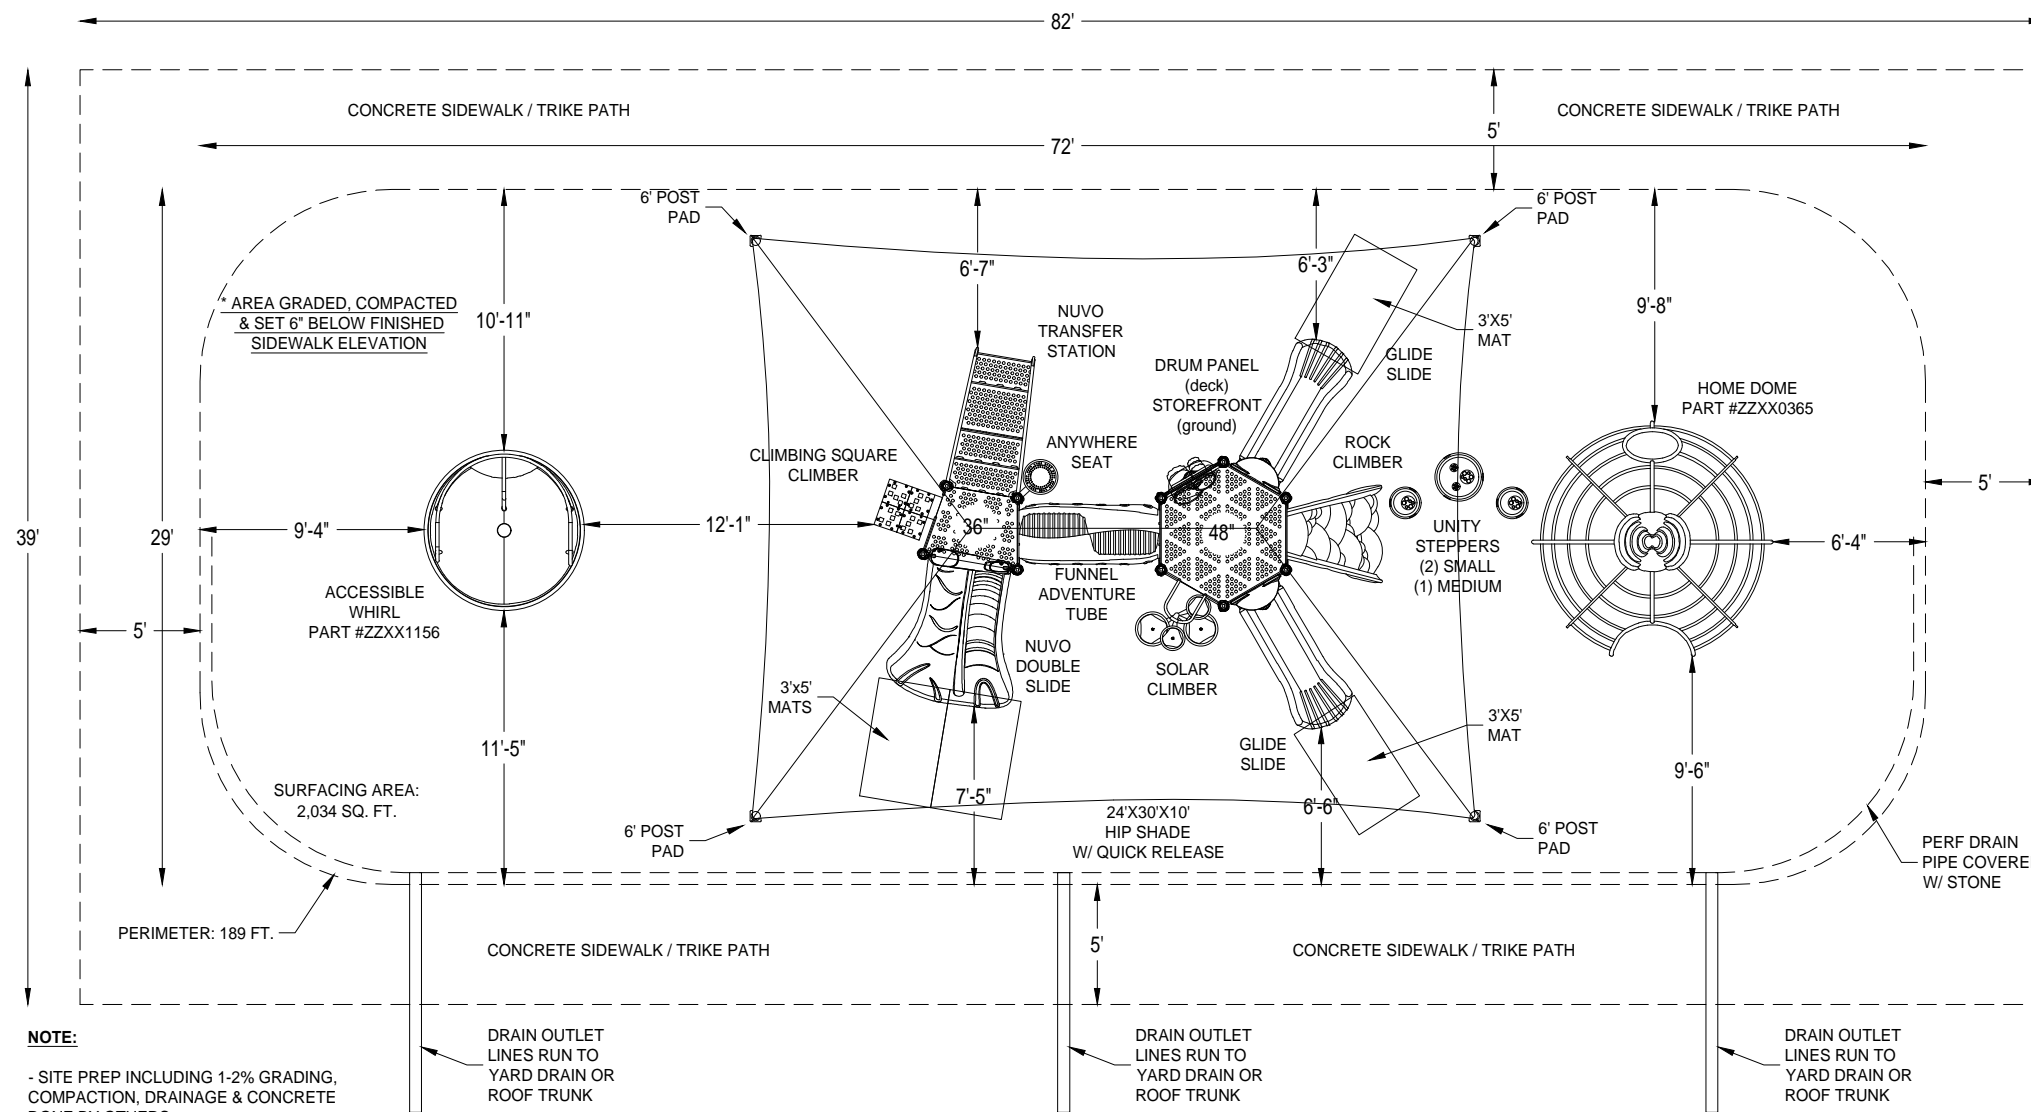 82'
CONCRETE SIDEWALK / TRIKE PATH
CONCRETE SIDEWALK / TRIKE PATH
5'
72'
6' POST
PAD
6' POST
PAD
6'-7"
6'-3"
* AREA GRADED, COMPACTED
& SET 6" BELOW FINISHED
SIDEWALK ELEVATION
10'-11"
9'-8"
NUVO
TRANSFER
STATION
3'X5'
MAT
GLIDE
SLIDE
DRUM PANEL
(deck)
STOREFRONT
(ground)
HOME DOME
PART #ZZXX0365
CLIMBING SQUARE
CLIMBER
ANYWHERE
SEAT
ROCK
CLIMBER
5'
39'
29'
9'-4"
12'-1"
36"
48"
UNITY
STEPPERS
(2) SMALL
(1) MEDIUM
6'-4"
ACCESSIBLE
WHIRL
PART #ZZXX1156
FUNNEL
ADVENTURE
TUBE
5'
NUVO
DOUBLE
SLIDE
SOLAR
CLIMBER
3'x5'
MATS
3'X5'
MAT
11'-5"
GLIDE
SLIDE
9'-6"
SURFACING AREA:
2,034 SQ. FT.
7'-5"
6'-6"
24'X30'X10'
HIP SHADE
W/ QUICK RELEASE
6' POST
PAD
6' POST
PAD
PERF DRAIN
PIPE COVERE
W/ STONE
PERIMETER: 189 FT.
CONCRETE SIDEWALK / TRIKE PATH
5'
CONCRETE SIDEWALK / TRIKE PATH
NOTE:
- SITE PREP INCLUDING 1-2% GRADING,
COMPACTION, DRAINAGE & CONCRETE
DRAIN OUTLET
LINES RUN TO
YARD DRAIN OR
ROOF TRUNK
DRAIN OUTLET
LINES RUN TO
YARD DRAIN OR
ROOF TRUNK
DRAIN OUTLET
LINES RUN TO
YARD DRAIN OR
ROOF TRUNK